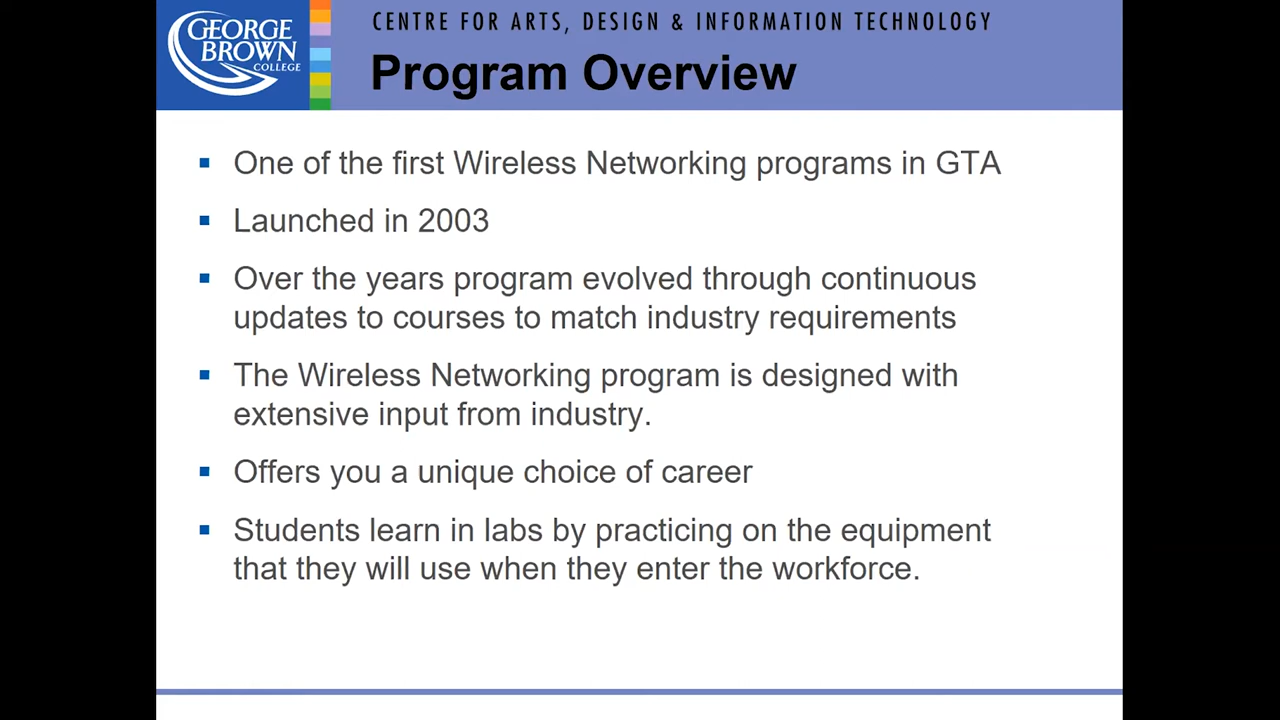 GEORGE
BROWN
COLLEGE
CENTRE FOR ARTS, DESIGN & INFORMATION TECHNOLOGY
Program Overview
One of the first Wireless Networking programs in GTA
Launched in 2003
Over the years program evolved through continuous
updates to courses to match industry requirements
The Wireless Networking program is designed with
extensive input from industry.
Offers you a unique choice of career
Students learn in labs by practicing on the equipment
that they will use when they enter the workforce.